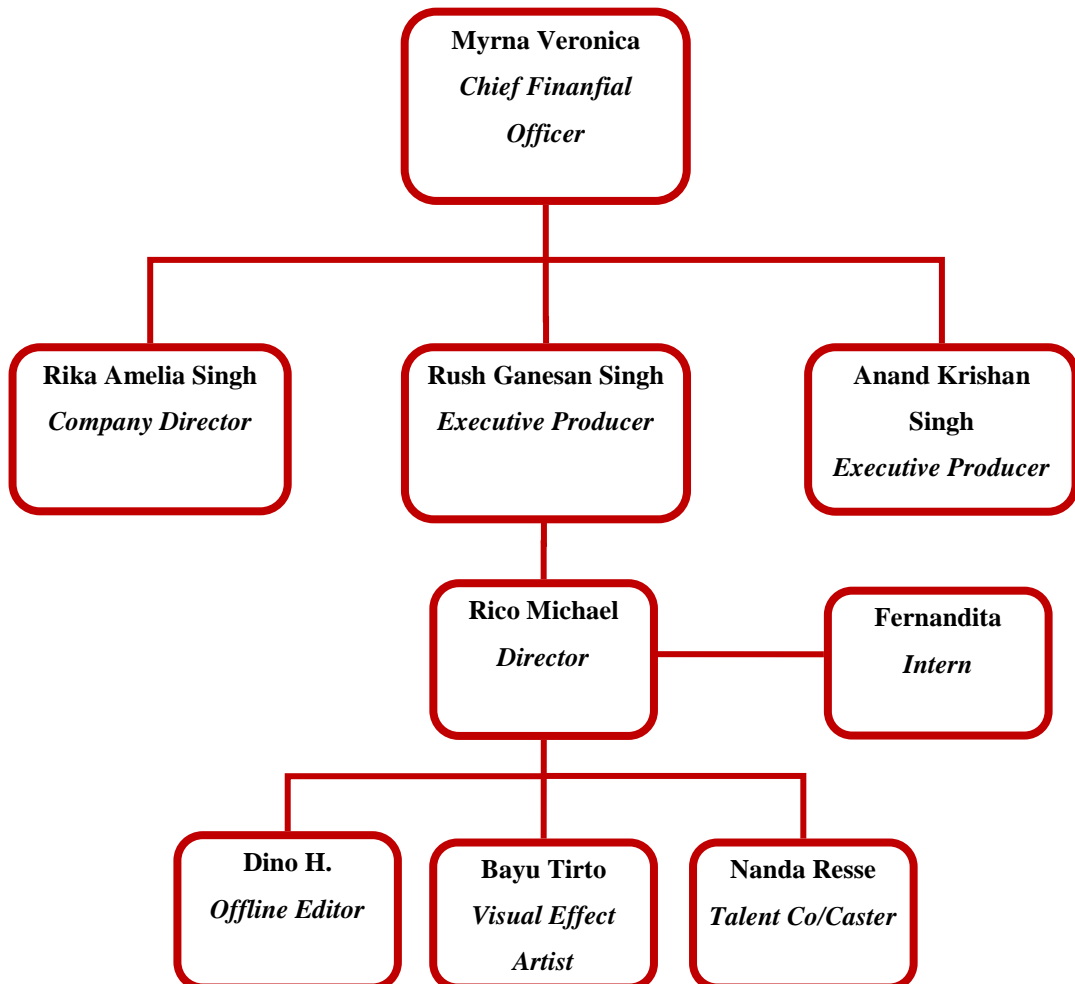 Myrna Veronica
Chief Finanfial
Officer
Rika Amelia Singh
Company Director
Rush Ganesan Singh
Executive Producer
Anand Krishan
Singh
Executive Producer
Rico Michael
Director
Fernandita
Intern
Dino H.
Offline Editor
Bayu Tirto
Visual Effect
Artist
Nanda Resse
Talent Co/Caster